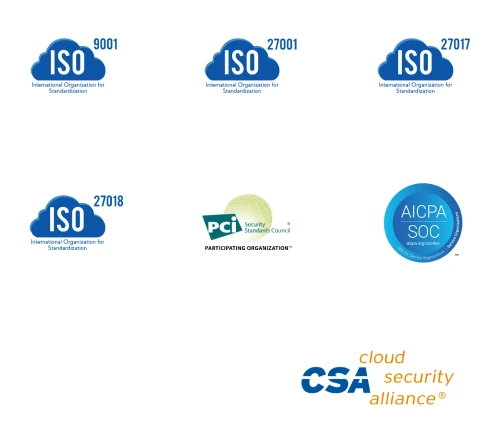 9001
ISO
International Organization for
Standardization
27001
ISO
International Organization for
Standardization
27017
ISO
International Organization for
Standardization
27018
ISO
International Organization for
Standardization
PCi Security
Standards Council ®
PARTICIPATING ORGANIZATION™
AICPA
SOC
cloud
CSA security
alliance®